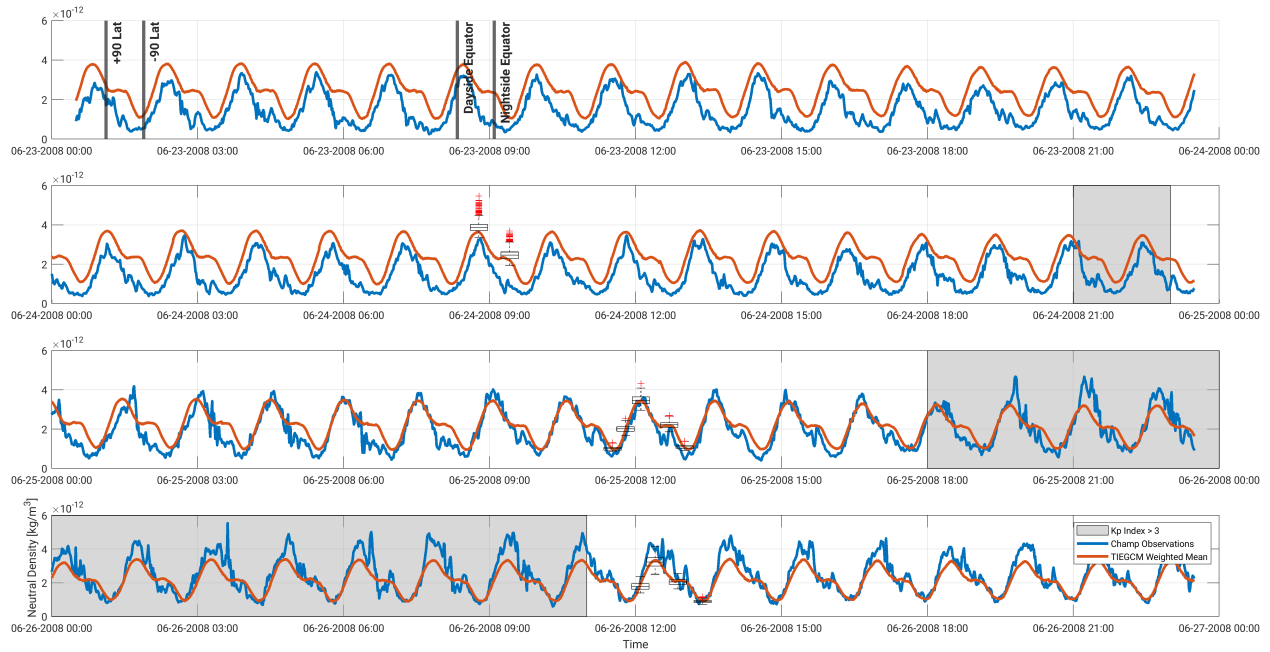 ×10-12
6
4
2
0
+90 Lat
-90 Lat
Dayside Equator
Nightside Equator
06-23-2008 00:00 06-23-2008 03:00 06-23-2008 06:00 06-23-2008 09:00 06-23-2008 12:00 06-23-2008 15:00 06-23-2008 18:00 06-23-2008 21:00 06-24-2008 00:00
×10-12
6
4
2
0
06-24-2008 00:00 06-24-2008 03:00 06-24-2008 06:00 06-24-2008 09:00 06-24-2008 12:00 06-24-2008 15:00 06-24-2008 18:00 06-24-2008 21:00 06-25-2008 00:00
×10-12
6
4
2
0
06-25-2008 00:00 06-25-2008 03:00 06-25-2008 06:00 06-25-2008 09:00 06-25-2008 12:00 06-25-2008 15:00 06-25-2008 18:00 06-25-2008 21:00 06-26-2008 00:00
Neutral Density [kg/m3]
×10-12
6
4
2
0
Kp Index > 3
Champ Observations
TIEGCM Weighted Mean
06-26-2008 00:00 06-26-2008 03:00 06-26-2008 06:00 06-26-2008 09:00 06-26-2008 12:00 06-26-2008 15:00 06-26-2008 18:00 06-26-2008 21:00 06-27-2008 00:00
Time